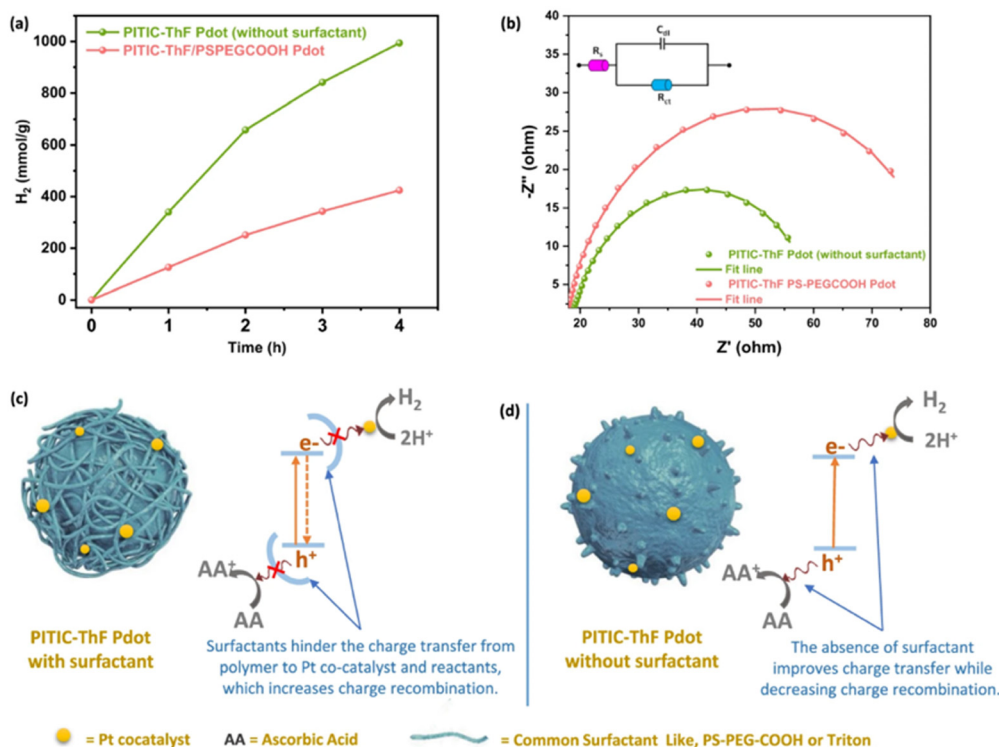 (a)
PITIC-ThF Pdot (without surfactant)
PITIC-ThF/PSPEGCOOH Pdot
1000
800
600
400
200
0
H₂ (mmol/g)
0 1 2 3 4
Time (h)
(b)
40
35
30
25
20
15
10
5
-Z'' (ohm)
Rs
Cdl
Rct
PITIC-ThF Pdot (without surfactant)
Fit line
PITIC-ThF PS-PEGCOOH Pdot
Fit line
20 30 40 50 60 70 80
Z' (ohm)
(c)
H₂
2H⁺
e-
h⁺
AA⁺
AA
PITIC-ThF Pdot
with surfactant
Surfactants hinder the charge transfer from
polymer to Pt co-catalyst and reactants,
which increases charge recombination.
(d)
H₂
2H⁺
e-
h⁺
AA⁺
AA
PITIC-ThF Pdot
without surfactant
The absence of surfactant
improves charge transfer while
decreasing charge recombination.
= Pt cocatalyst AA = Ascorbic Acid = Common Surfactant Like, PS-PEG-COOH or Triton